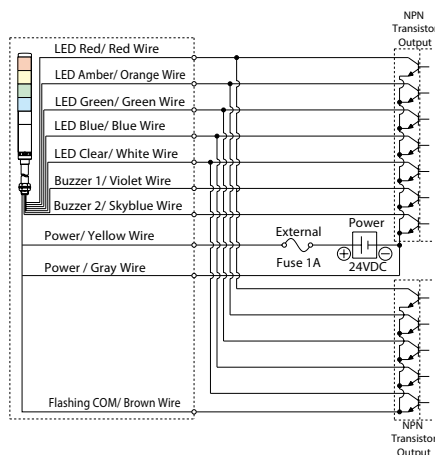 NPN
Transistor
Output
LED Red/ Red Wire
LED Amber/ Orange Wire
LED Green/ Green Wire
LED Blue/ Blue Wire
LED Clear/ White Wire
Buzzer 1/ Violet Wire
Buzzer 2/ Skyblue Wire
Power/ Yellow Wire
External
Fuse 1A
Power
+ −
24VDC
Power / Gray Wire
Flashing COM/ Brown Wire
NPN
Transistor
Output